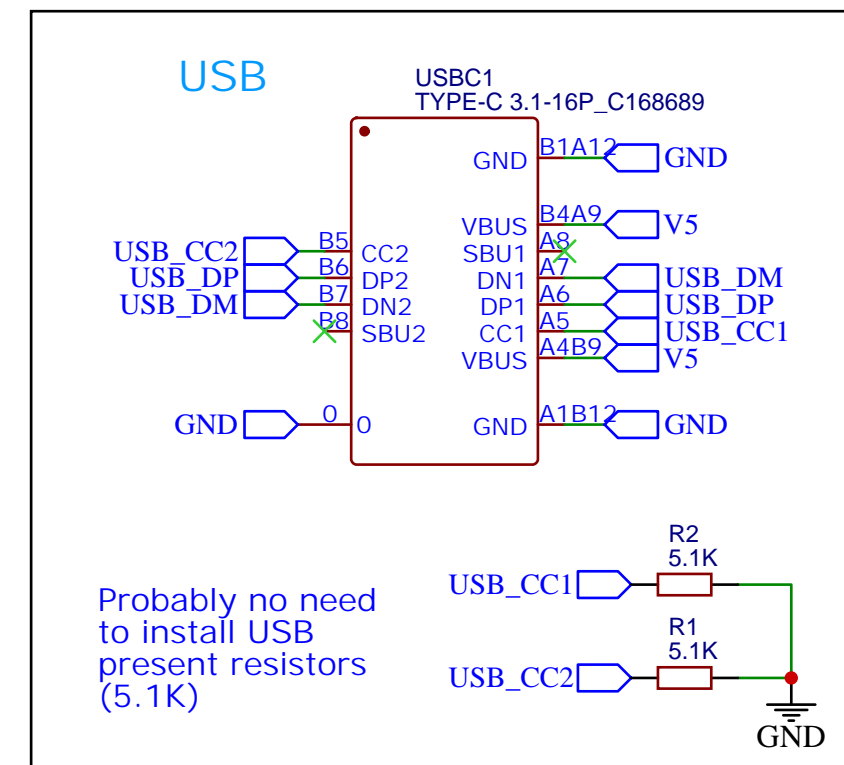 USB
USBC1
TYPE-C 3.1-16P_C168689
GND B1A12 GND
VBUS B4A9 V5
USB_CC2 B5 CC2 SBU1 A8
USB_DP B6 DP2 DN1 A7 USB_DM
USB_DM B7 DN2 DP1 A6 USB_DP
B8 SBU2 CC1 A5 USB_CC1
VBUS A4B9 V5
GND 0 0 GND A1B12 GND
R2
5.1K
USB_CC1
R1
5.1K
USB_CC2
GND
Probably no need
to install USB
present resistors
(5.1K)